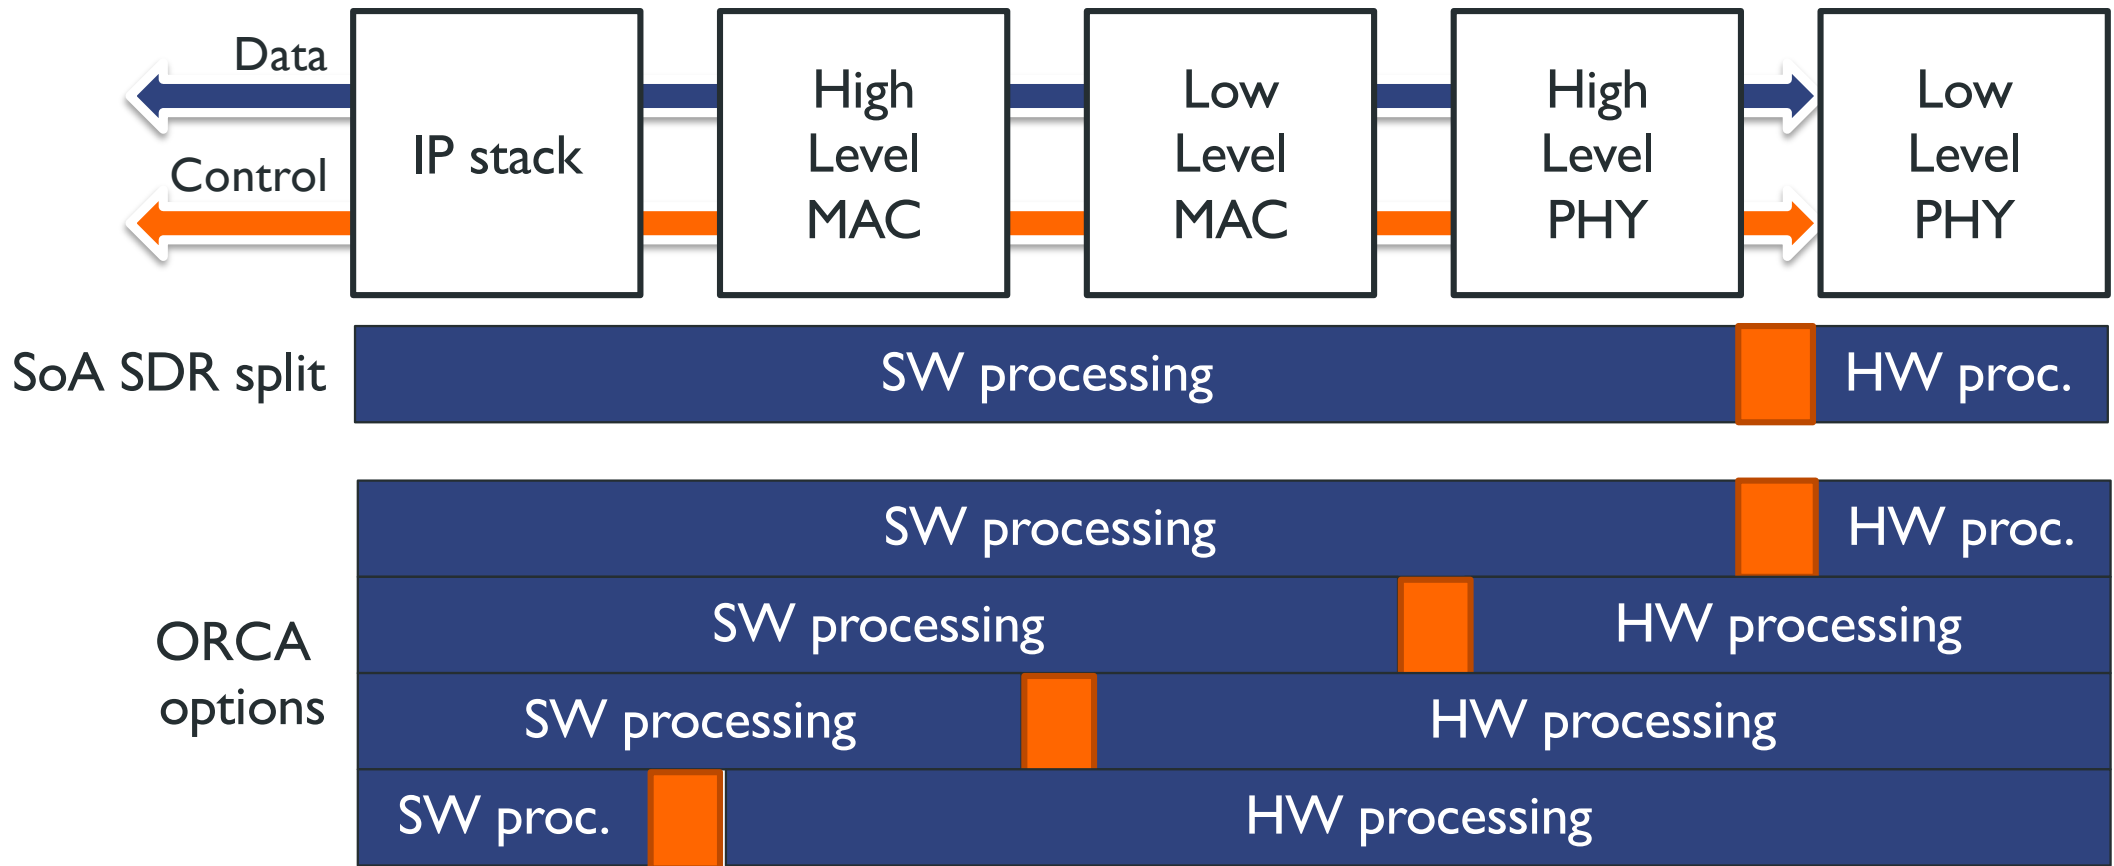 Data
Control
IP stack
High
Level
MAC
Low
Level
MAC
High
Level
PHY
Low
Level
PHY
SoA SDR split
SW processing
HW proc.
ORCA
options
SW processing
HW proc.
SW processing
HW processing
SW processing
HW processing
SW proc.
HW processing